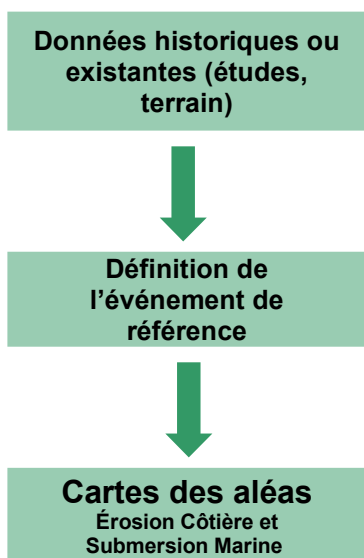 Données historiques ou
existantes (études,
terrain)
Définition de
l'événement de
référence
Cartes des aléas
Érosion Côtière et
Submersion Marine